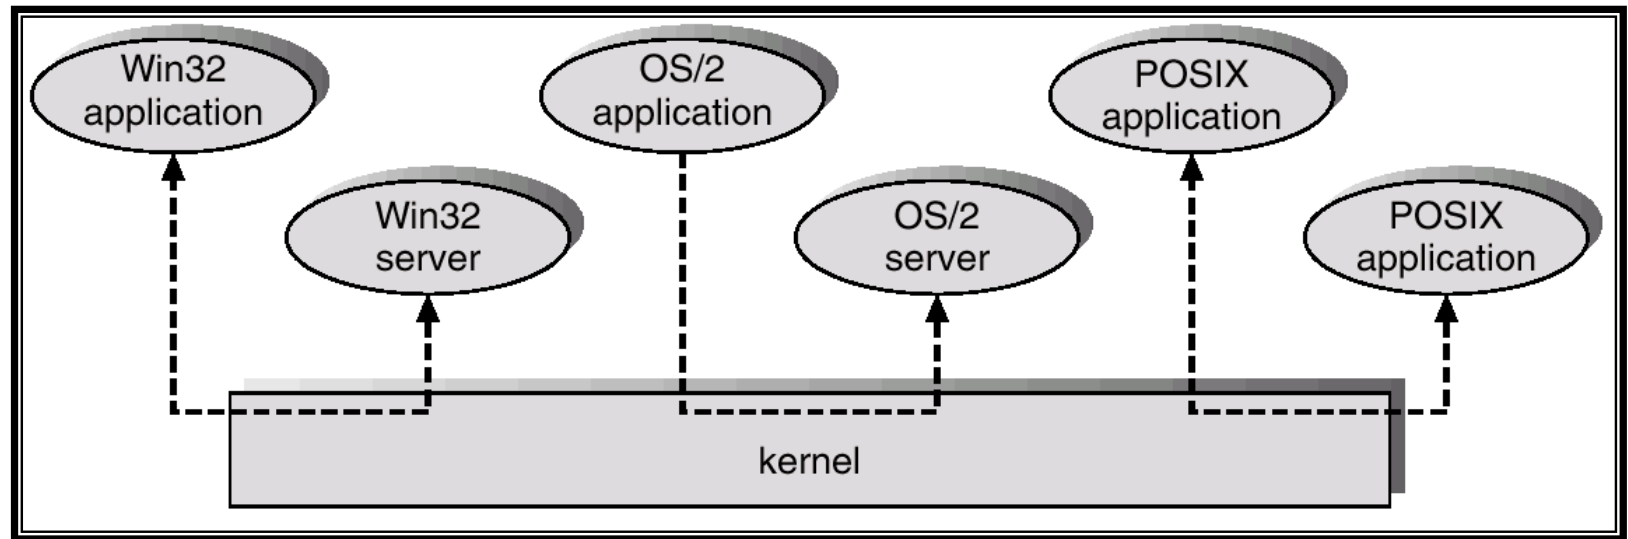 Win32
application
OS/2
application
POSIX
application
Win32
server
OS/2
server
POSIX
application
kernel